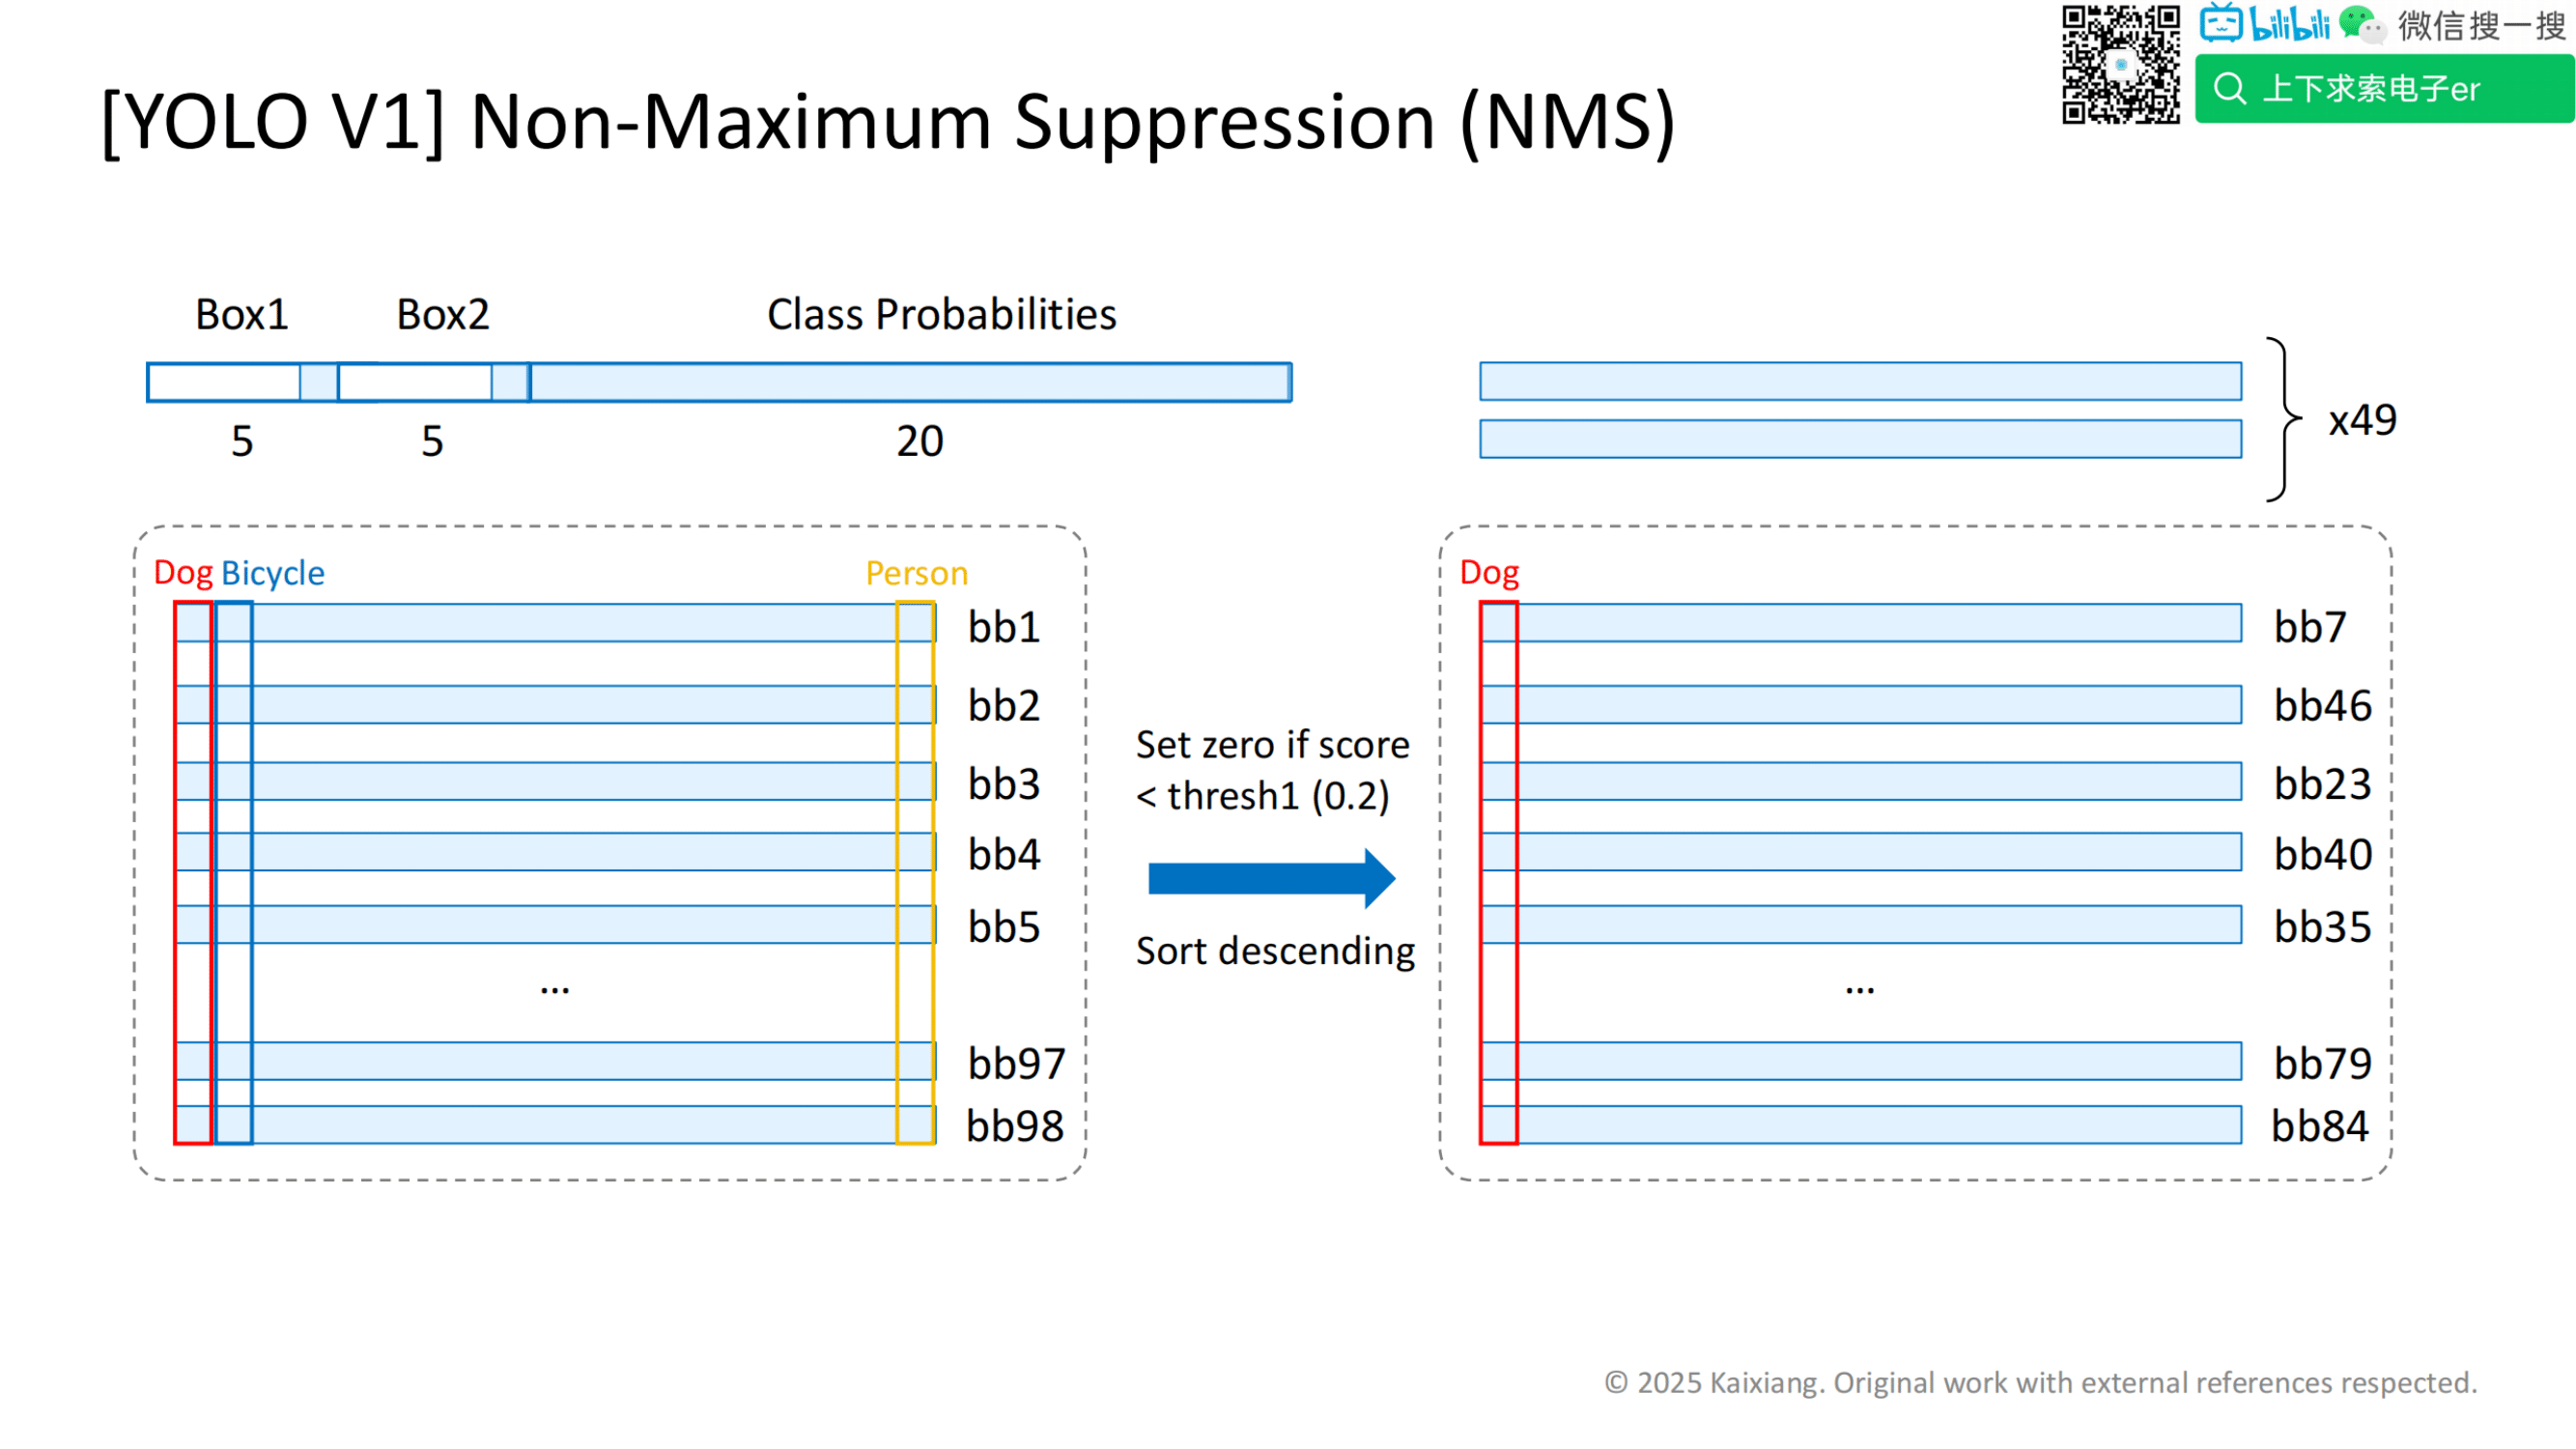 bilibili 微信搜一搜
上下求索电子er
[YOLO V1] Non-Maximum Suppression (NMS)
Box1 Box2 Class Probabilities
5 5 20
x49
Dog Bicycle Person
bb1
bb2
bb3
bb4
bb5
...
bb97
bb98
Set zero if score
< thresh1 (0.2)
Sort descending
Dog
bb7
bb46
bb23
bb40
bb35
...
bb79
bb84
© 2025 Kaixiang. Original work with external references respected.